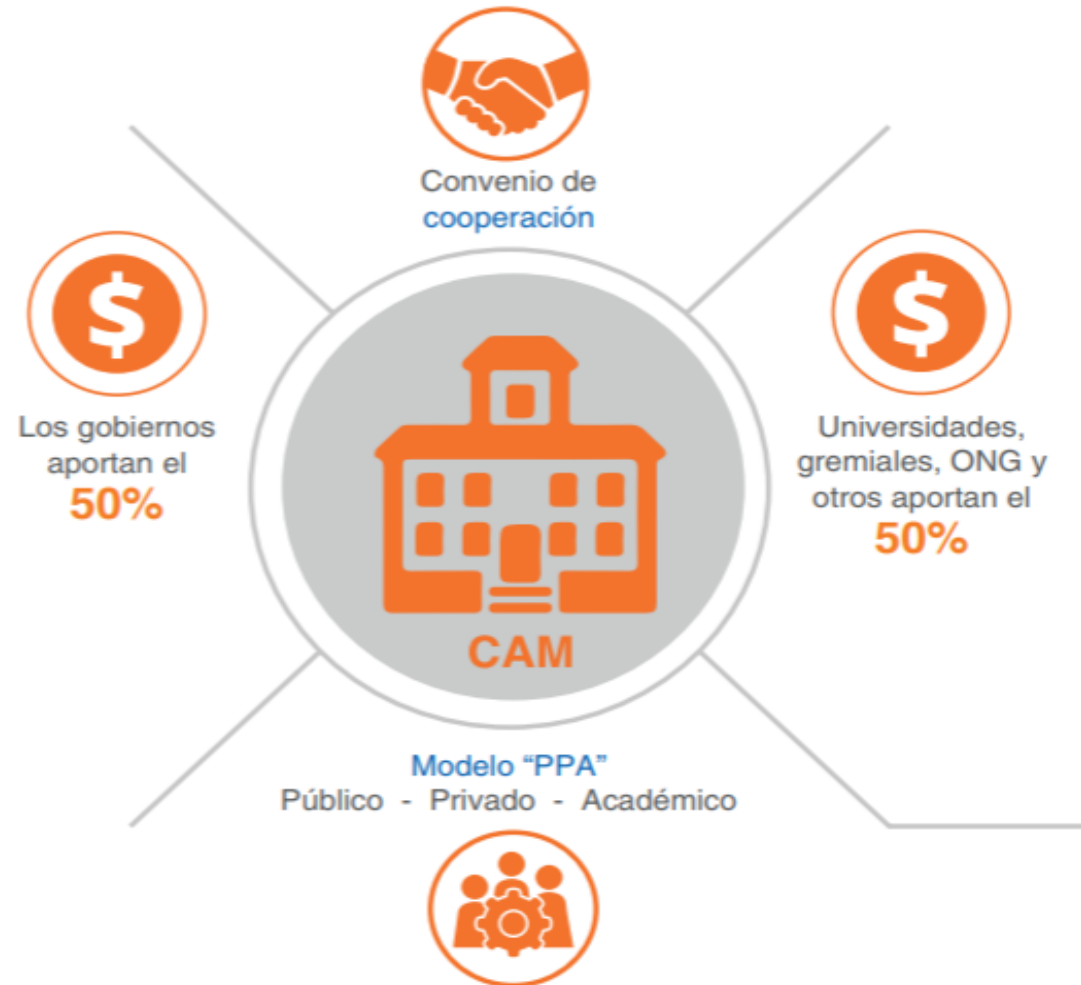 Convenio de
cooperación
$
Los gobiernos
aportan el
50%
$
Universidades,
gremiales, ONG y
otros aportan el
50%
CAM
Modelo “PPA”
Público - Privado - Académico